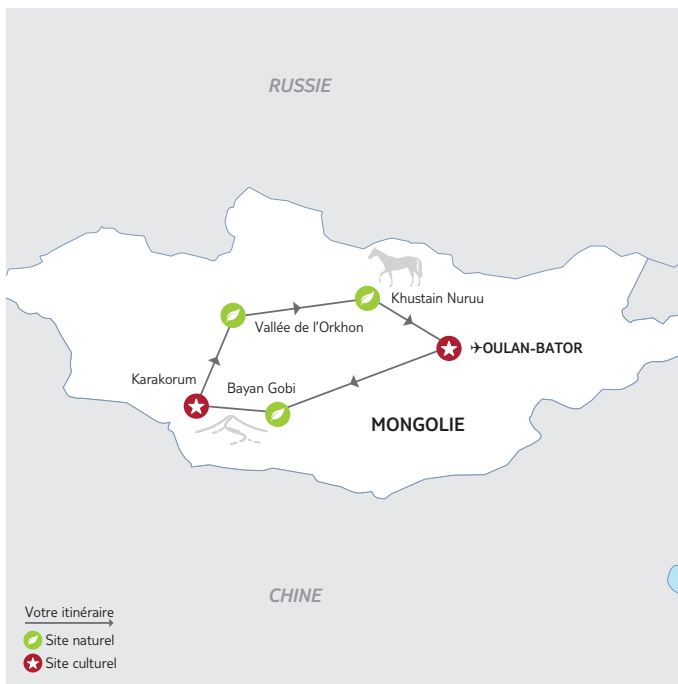 RUSSIE
Khustain Nuruu
Vallée de l'Orkhon
OULAN-BATOR
Karakorum
Bayan Gobi
MONGOLIE
CHINE
Votre itinéraire
Site naturel
Site culturel